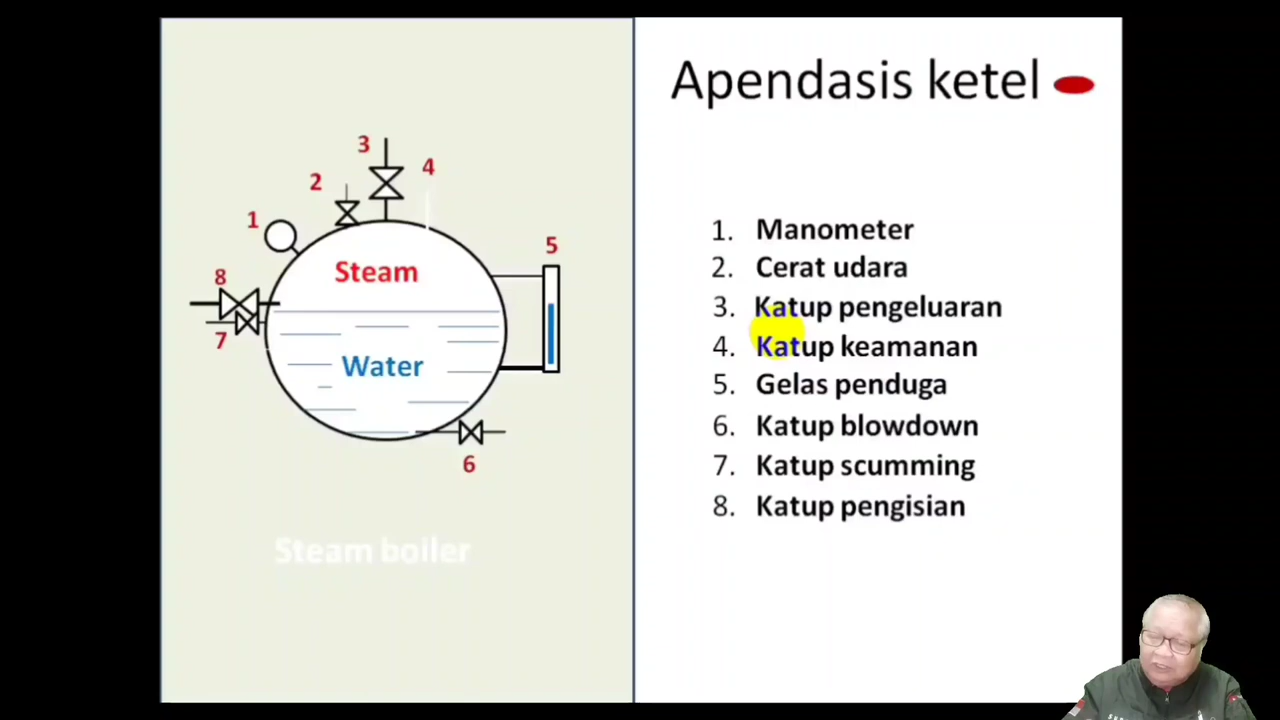 Apendasis ketel
3
4
2
1
5
8
7
6
Steam
Water
Steam boiler
1. Manometer
2. Cerat udara
3. Katup pengeluaran
4. Katup keamanan
5. Gelas penduga
6. Katup blowdown
7. Katup scumming
8. Katup pengisian